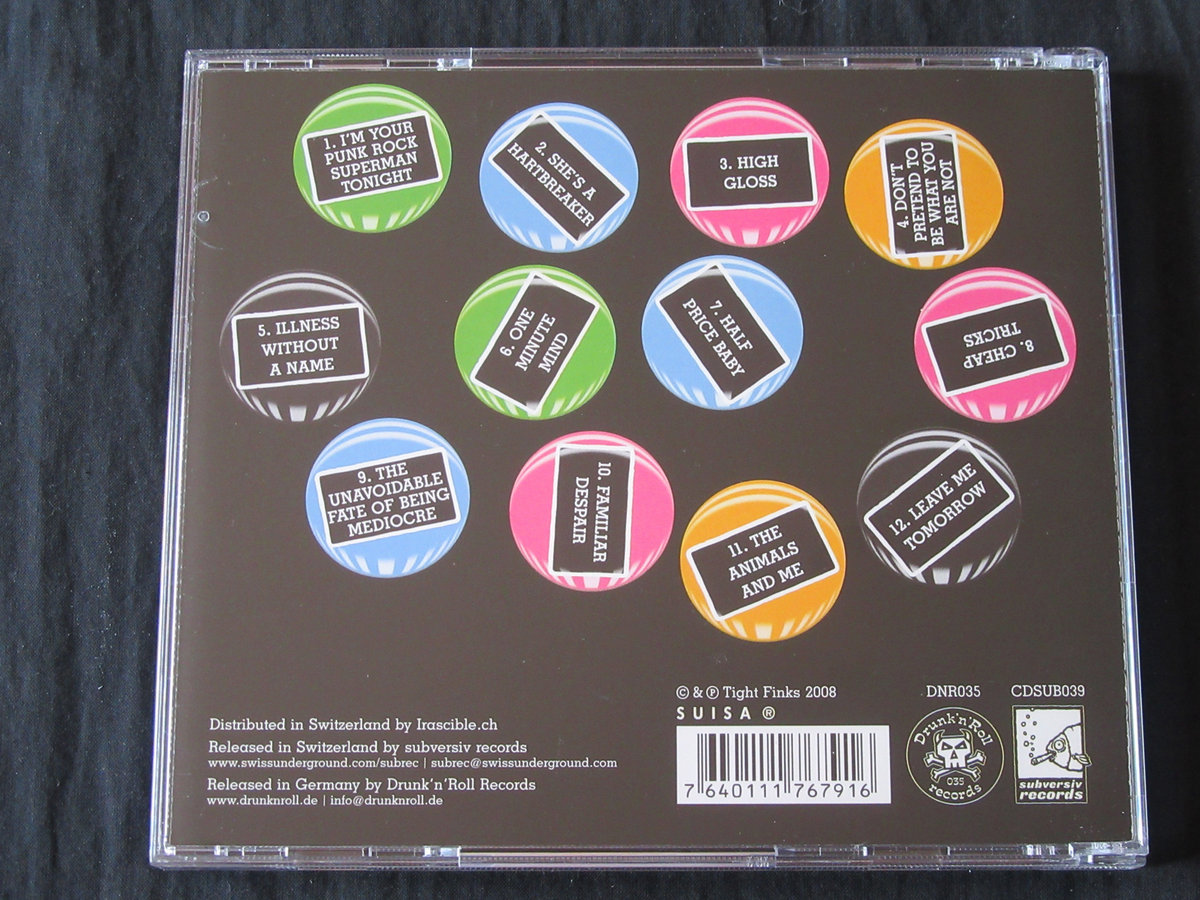 1. I'M YOUR
PUNK ROCK
SUPERMAN
TONIGHT
2. SHE'S A
HARTBREAKER
3. HIGH
GLOSS
4. DON'T
PRETEND TO
BE WHAT YOU
ARE NOT
5. ILLNESS
WITHOUT
A NAME
6. ONE
MINUTE
MIND
7. HALF
PRICE BABY
8. CHEAP
TRICKS
9. THE
UNAVOIDABLE
FATE OF BEING
MEDIOCRE
10. FAMILIAR
DESPAIR
11. THE
ANIMALS
AND ME
12. LEAVE ME
TOMORROW
Distributed in Switzerland by Irascible.ch
Released in Switzerland by subversiv records
www.swissunderground.com/subrec | subrec@swissunderground.com
Released in Germany by Drunk'n'Roll Records
www.drunknroll.de | info@drunknroll.de
© & ℗ Tight Finks 2008
SUISA ®
7 640111 767916
DNR035
Drunk'n'Roll
035
records
CDSUB039
subversiv
records